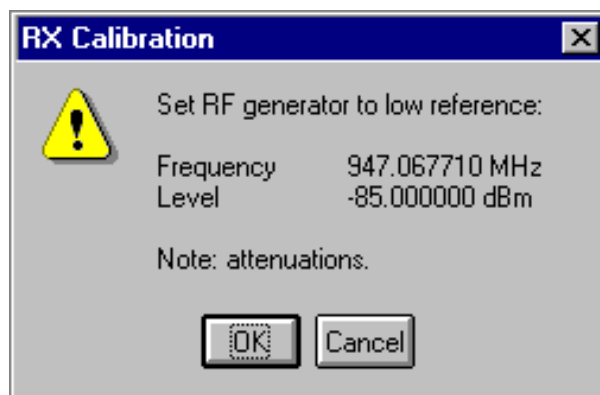 RX Calibration
Set RF generator to low reference:
Frequency 947.067710 MHz
Level -85.000000 dBm
Note: attenuations.
OK Cancel